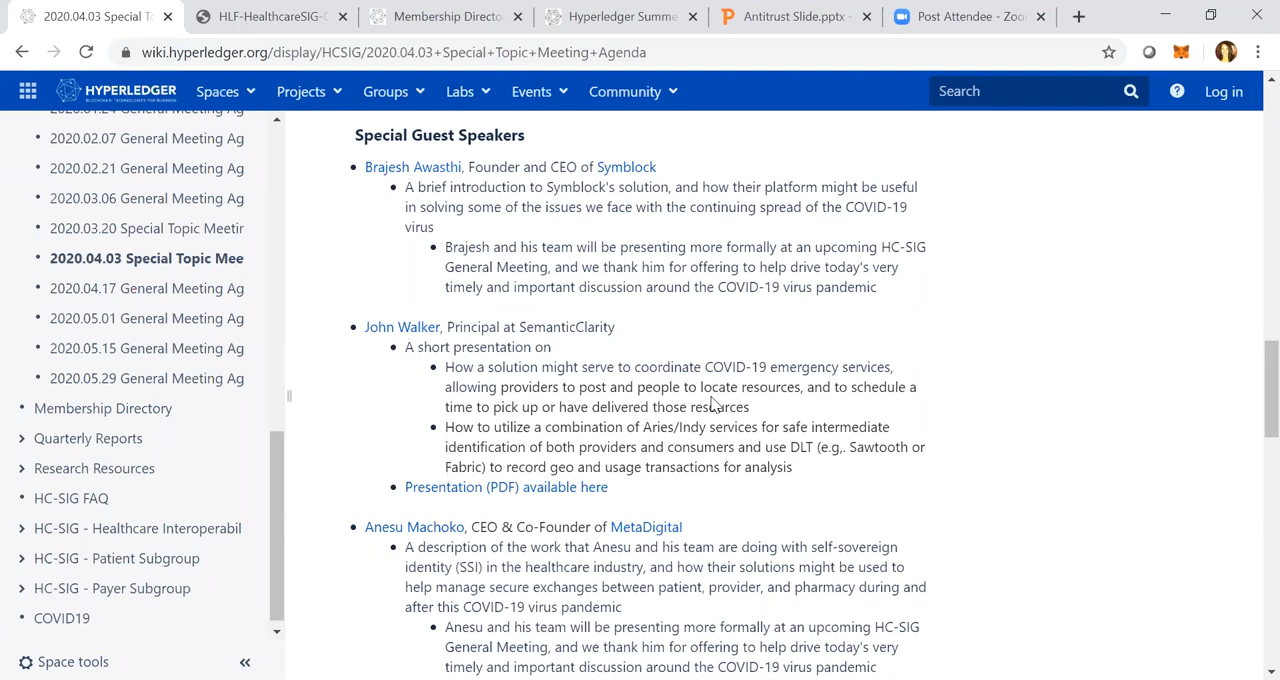 2020.04.03 Special T
HLF-HealthcareSIG-
Membership Directo
Hyperledger Summe
Antitrust Slide.pptx -
Post Attendee - Zoo
wiki.hyperledger.org/display/HCSIG/2020.04.03+Special+Topic+Meeting+Agenda
HYPERLEDGER
Spaces
Projects
Groups
Labs
Events
Community
Search
Log in
2020.02.07 General Meeting Ag
2020.02.21 General Meeting Ag
2020.03.06 General Meeting Ag
2020.03.20 Special Topic Meetir
2020.04.03 Special Topic Mee
2020.04.17 General Meeting Ag
2020.05.01 General Meeting Ag
2020.05.15 General Meeting Ag
2020.05.29 General Meeting Ag
Membership Directory
Quarterly Reports
Research Resources
HC-SIG FAQ
HC-SIG - Healthcare Interoperabil
HC-SIG - Patient Subgroup
HC-SIG - Payer Subgroup
COVID19
Space tools
Special Guest Speakers
Brajesh Awasthi, Founder and CEO of Symblock
A brief introduction to Symblock's solution, and how their platform might be useful
in solving some of the issues we face with the continuing spread of the COVID-19
virus
Brajesh and his team will be presenting more formally at an upcoming HC-SIG
General Meeting, and we thank him for offering to help drive today's very
timely and important discussion around the COVID-19 virus pandemic
John Walker, Principal at SemanticClarity
A short presentation on
How a solution might serve to coordinate COVID-19 emergency services,
allowing providers to post and people to locate resources, and to schedule a
time to pick up or have delivered those resources
How to utilize a combination of Aries/Indy services for safe intermediate
identification of both providers and consumers and use DLT (e.g,. Sawtooth or
Fabric) to record geo and usage transactions for analysis
Presentation (PDF) available here
Anesu Machoko, CEO & Co-Founder of MetaDigital
A description of the work that Anesu and his team are doing with self-sovereign
identity (SSI) in the healthcare industry, and how their solutions might be used to
help manage secure exchanges between patient, provider, and pharmacy during and
after this COVID-19 virus pandemic
Anesu and his team will be presenting more formally at an upcoming HC-SIG
General Meeting, and we thank him for offering to help drive today's very
timely and important discussion around the COVID-19 virus pandemic